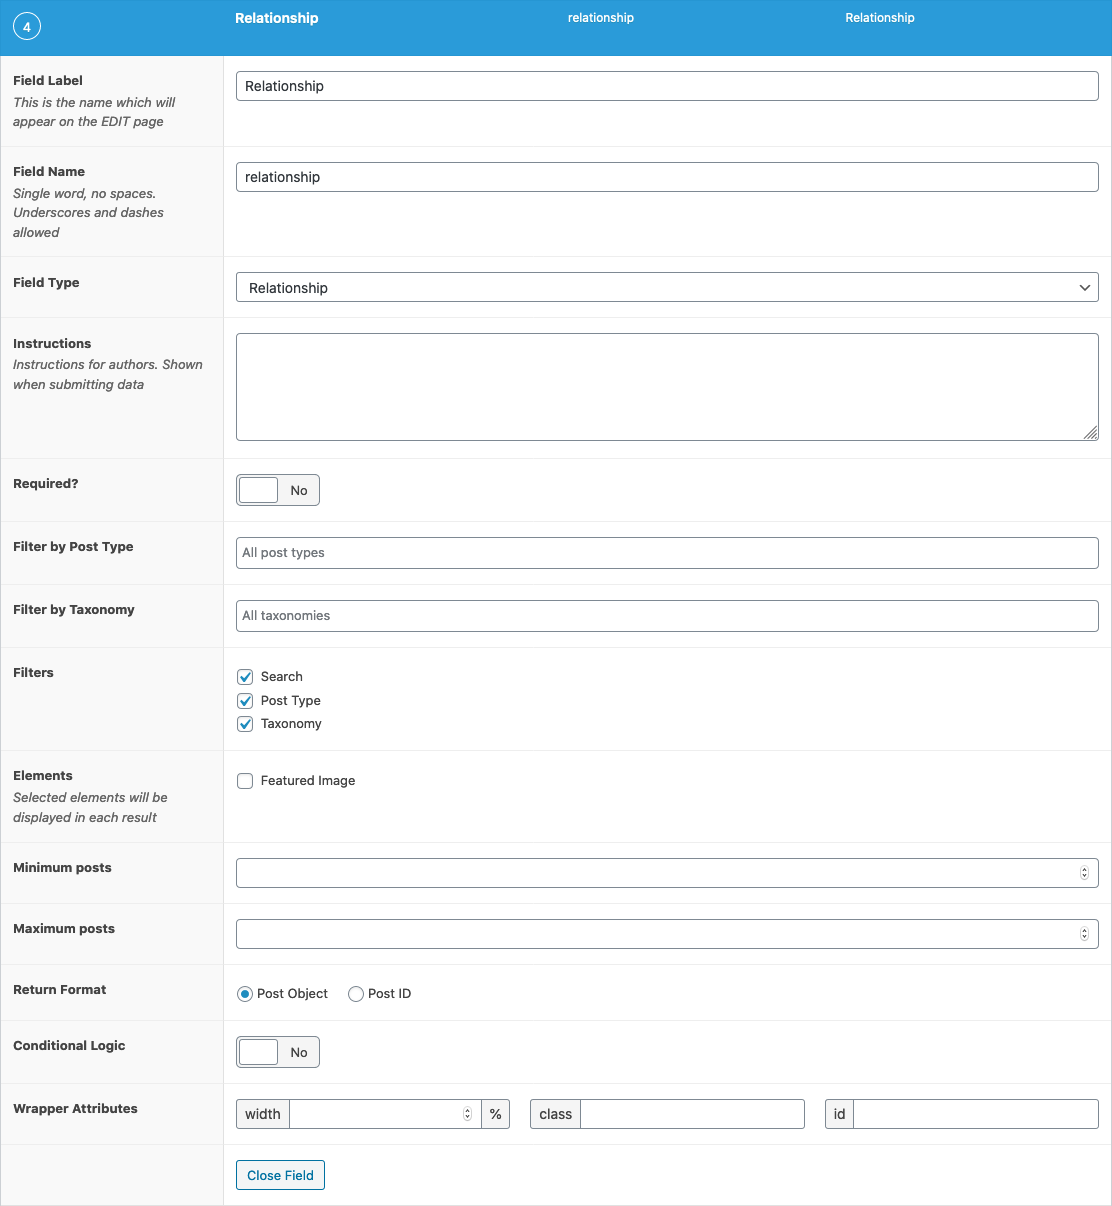 4 Relationship relationship Relationship
Field Label
This is the name which will
appear on the EDIT page
Relationship
Field Name
Single word, no spaces.
Underscores and dashes
allowed
relationship
Field Type
Relationship
Instructions
Instructions for authors. Shown
when submitting data
Required?
No
Filter by Post Type
All post types
Filter by Taxonomy
All taxonomies
Filters
Search
Post Type
Taxonomy
Elements
Selected elements will be
displayed in each result
Featured Image
Minimum posts
Maximum posts
Return Format
Post Object Post ID
Conditional Logic
No
Wrapper Attributes
width % class id
Close Field